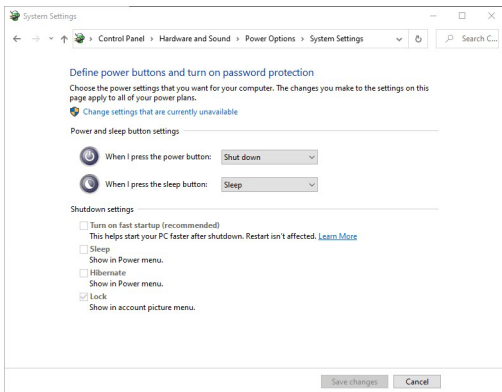 System Settings
Control Panel > Hardware and Sound > Power Options > System Settings
Search C...
Define power buttons and turn on password protection
Choose the power settings that you want for your computer. The changes you make to the settings on this
page apply to all of your power plans.
Change settings that are currently unavailable
Power and sleep button settings
When I press the power button: Shut down
When I press the sleep button: Sleep
Shutdown settings
Turn on fast startup (recommended)
This helps start your PC faster after shutdown. Restart isn't affected. Learn More
Sleep
Show in Power menu.
Hibernate
Show in Power menu.
Lock
Show in account picture menu.
Save changes Cancel